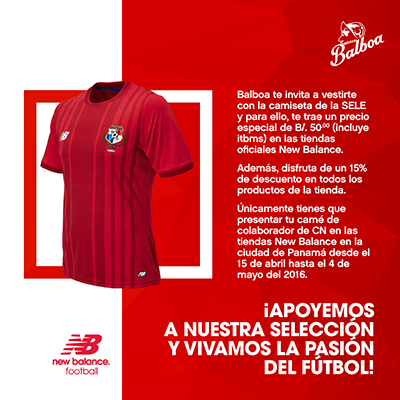 Balboa
Balboa te invita a vestirte
con la camiseta de la SELE
y para ello, te trae un precio
especial de B/. 50.⁰⁰ (incluye
itbms) en las tiendas
oficiales New Balance.
Además, disfruta de un 15%
de descuento en todos los
productos de la tienda.
Únicamente tienes que
presentar tu carné de
colaborador de CN en las
tiendas New Balance en la
ciudad de Panamá desde el
15 de abril hasta el 4 de
mayo del 2016.
¡APOYEMOS
A NUESTRA SELECCIÓN
Y VIVAMOS LA PASIÓN
DEL FÚTBOL!
NB
new balance.
football